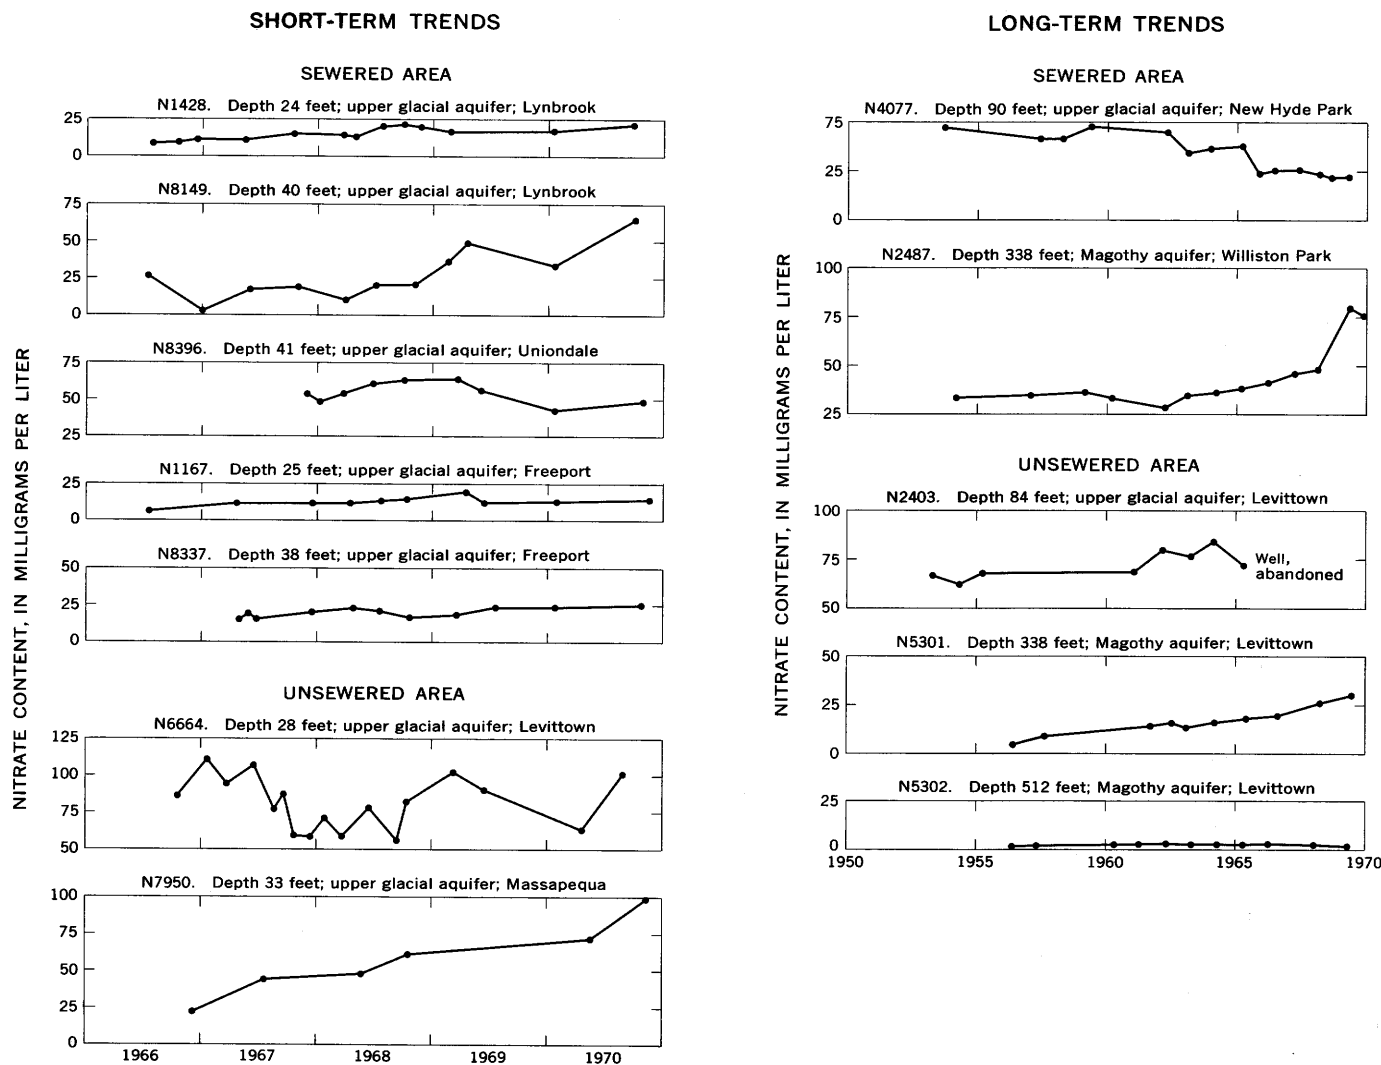 SHORT-TERM TRENDS
SEWERED AREA
N1428. Depth 24 feet; upper glacial aquifer; Lynbrook
25
0
N8149. Depth 40 feet; upper glacial aquifer; Lynbrook
75
50
25
0
N8396. Depth 41 feet; upper glacial aquifer; Uniondale
75
50
25
N1167. Depth 25 feet; upper glacial aquifer; Freeport
25
0
N8337. Depth 38 feet; upper glacial aquifer; Freeport
50
25
0
UNSEWERED AREA
N6664. Depth 28 feet; upper glacial aquifer; Levittown
125
100
75
50
N7950. Depth 33 feet; upper glacial aquifer; Massapequa
100
75
50
25
0
1966 1967 1968 1969 1970
NITRATE CONTENT, IN MILLIGRAMS PER LITER
LONG-TERM TRENDS
SEWERED AREA
N4077. Depth 90 feet; upper glacial aquifer; New Hyde Park
75
25
0
N2487. Depth 338 feet; Magothy aquifer; Williston Park
100
75
50
25
UNSEWERED AREA
N2403. Depth 84 feet; upper glacial aquifer; Levittown
100
75
50
Well,
abandoned
N5301. Depth 338 feet; Magothy aquifer; Levittown
50
25
0
N5302. Depth 512 feet; Magothy aquifer; Levittown
25
0
1950 1955 1960 1965 1970
NITRATE CONTENT, IN MILLIGRAMS PER LITER